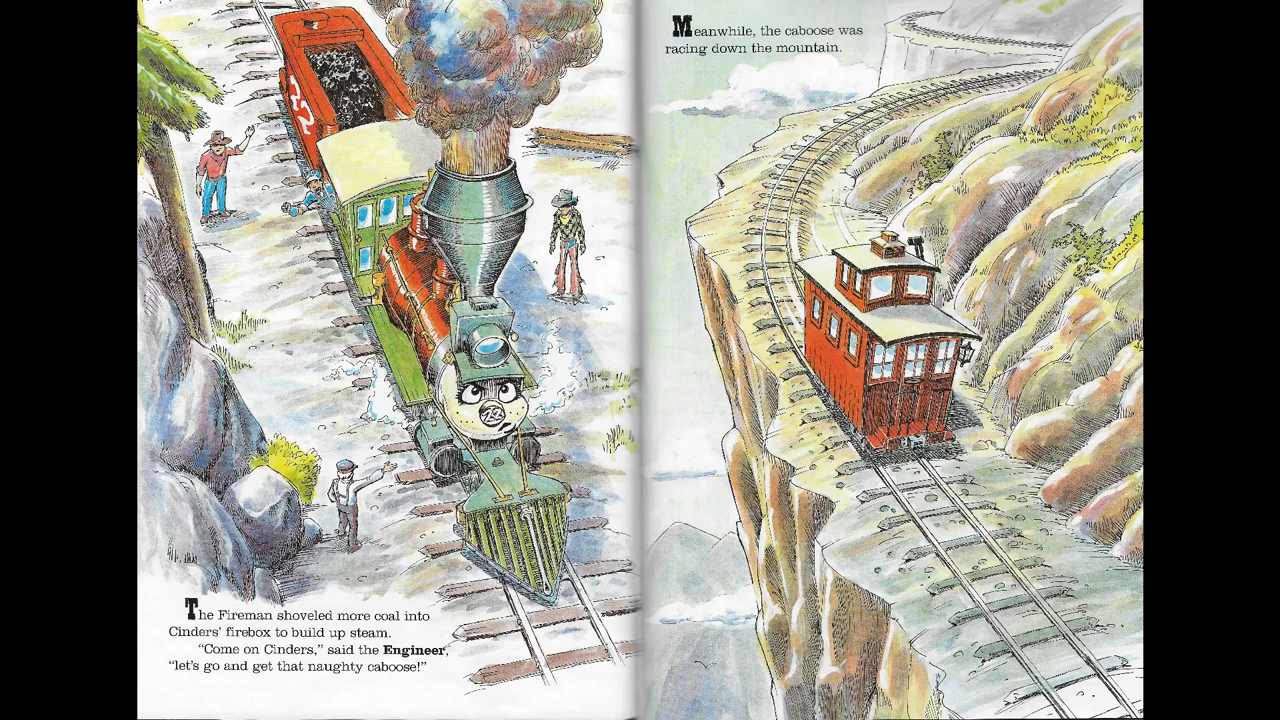 The Fireman shoveled more coal into
Cinders' firebox to build up steam.
"Come on Cinders," said the Engineer,
"let's go and get that naughty caboose!"
Meanwhile, the caboose was
racing down the mountain.